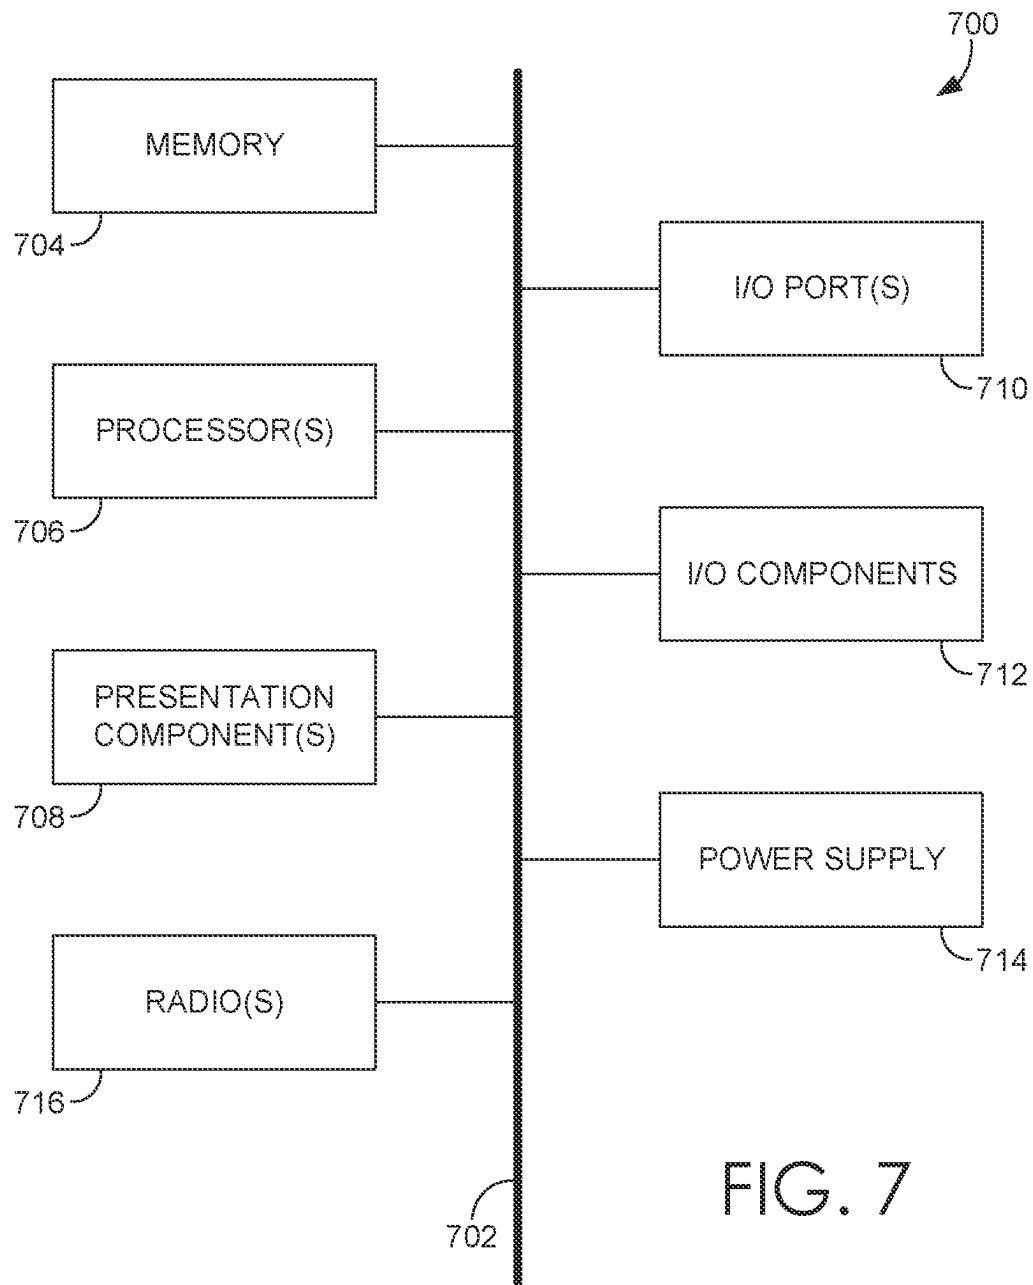 700
MEMORY
704
I/O PORT(S)
710
PROCESSOR(S)
706
I/O COMPONENTS
712
PRESENTATION
COMPONENT(S)
708
POWER SUPPLY
714
RADIO(S)
716
702
FIG. 7